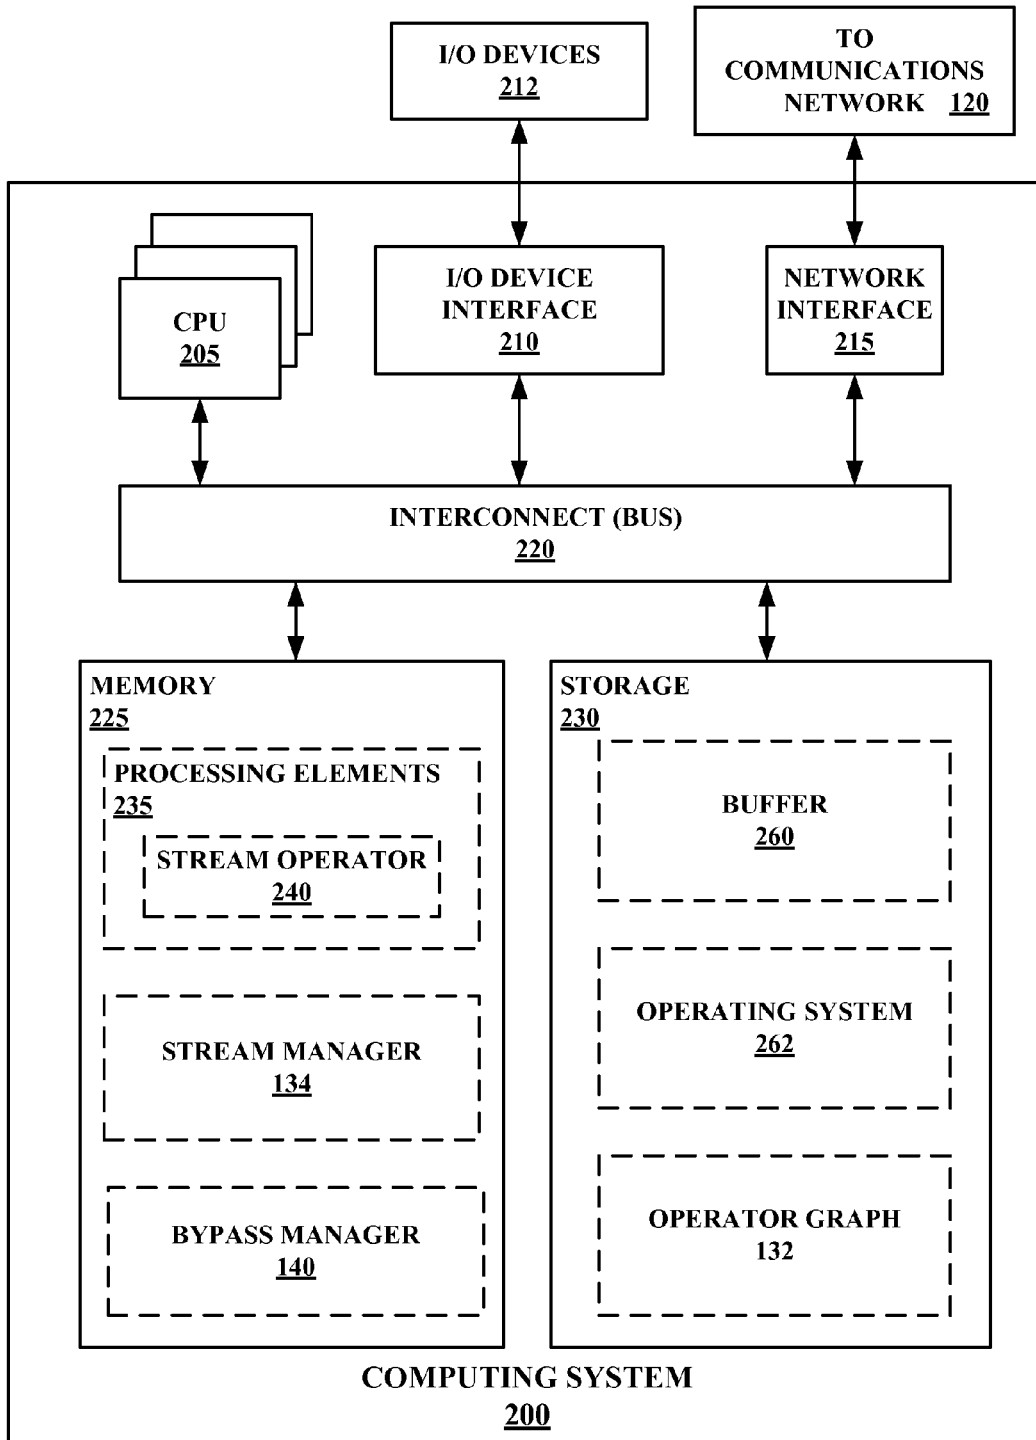 I/O DEVICES
212
TO
COMMUNICATIONS
NETWORK 120
CPU
205
I/O DEVICE
INTERFACE
210
NETWORK
INTERFACE
215
INTERCONNECT (BUS)
220
MEMORY
225
PROCESSING ELEMENTS
235
STREAM OPERATOR
240
STREAM MANAGER
134
BYPASS MANAGER
140
STORAGE
230
BUFFER
260
OPERATING SYSTEM
262
OPERATOR GRAPH
132
COMPUTING SYSTEM
200